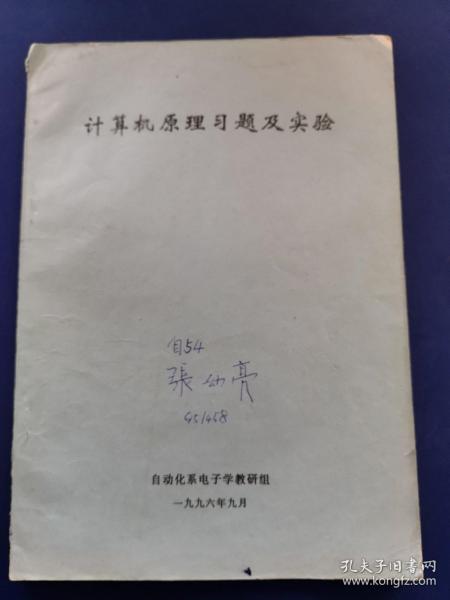 计算机原理习题及实验
自54
張幼亮
951458
自动化系电子学教研组
一九九六年九月
孔夫子旧书网
www.kongfz.com